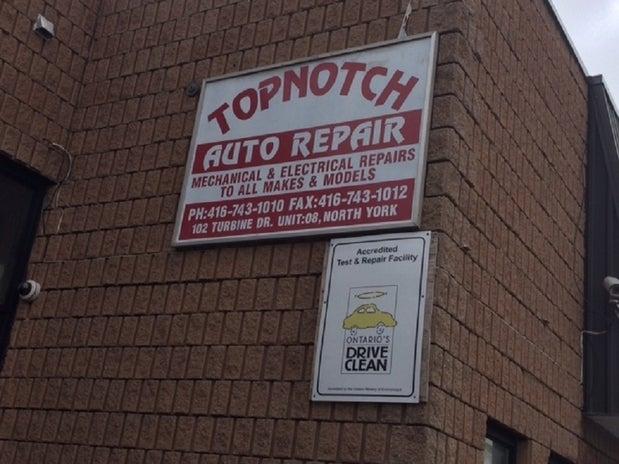 TOPNOTCH
AUTO REPAIR
MECHANICAL & ELECTRICAL REPAIRS
TO ALL MAKES & MODELS
PH:416-743-1010 FAX:416-743-1012
102 TURBINE DR. UNIT:08, NORTH YORK
Accredited
Test & Repair Facility
ONTARIO'S
DRIVE
CLEAN